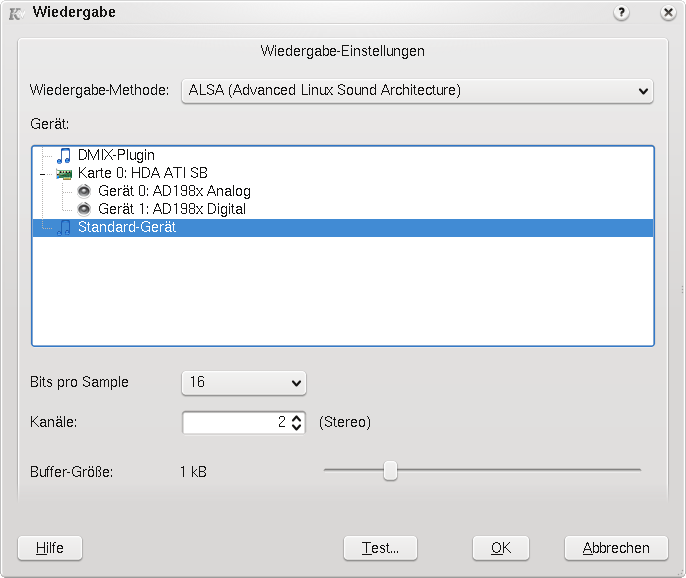 Wiedergabe
Wiedergabe-Einstellungen
Wiedergabe-Methode: ALSA (Advanced Linux Sound Architecture)
Gerät:
DMIX-Plugin
Karte 0: HDA ATI SB
Gerät 0: AD198x Analog
Gerät 1: AD198x Digital
Standard-Gerät
Bits pro Sample 16
Kanäle: 2 (Stereo)
Buffer-Größe: 1 kB
Hilfe Test... OK Abbrechen